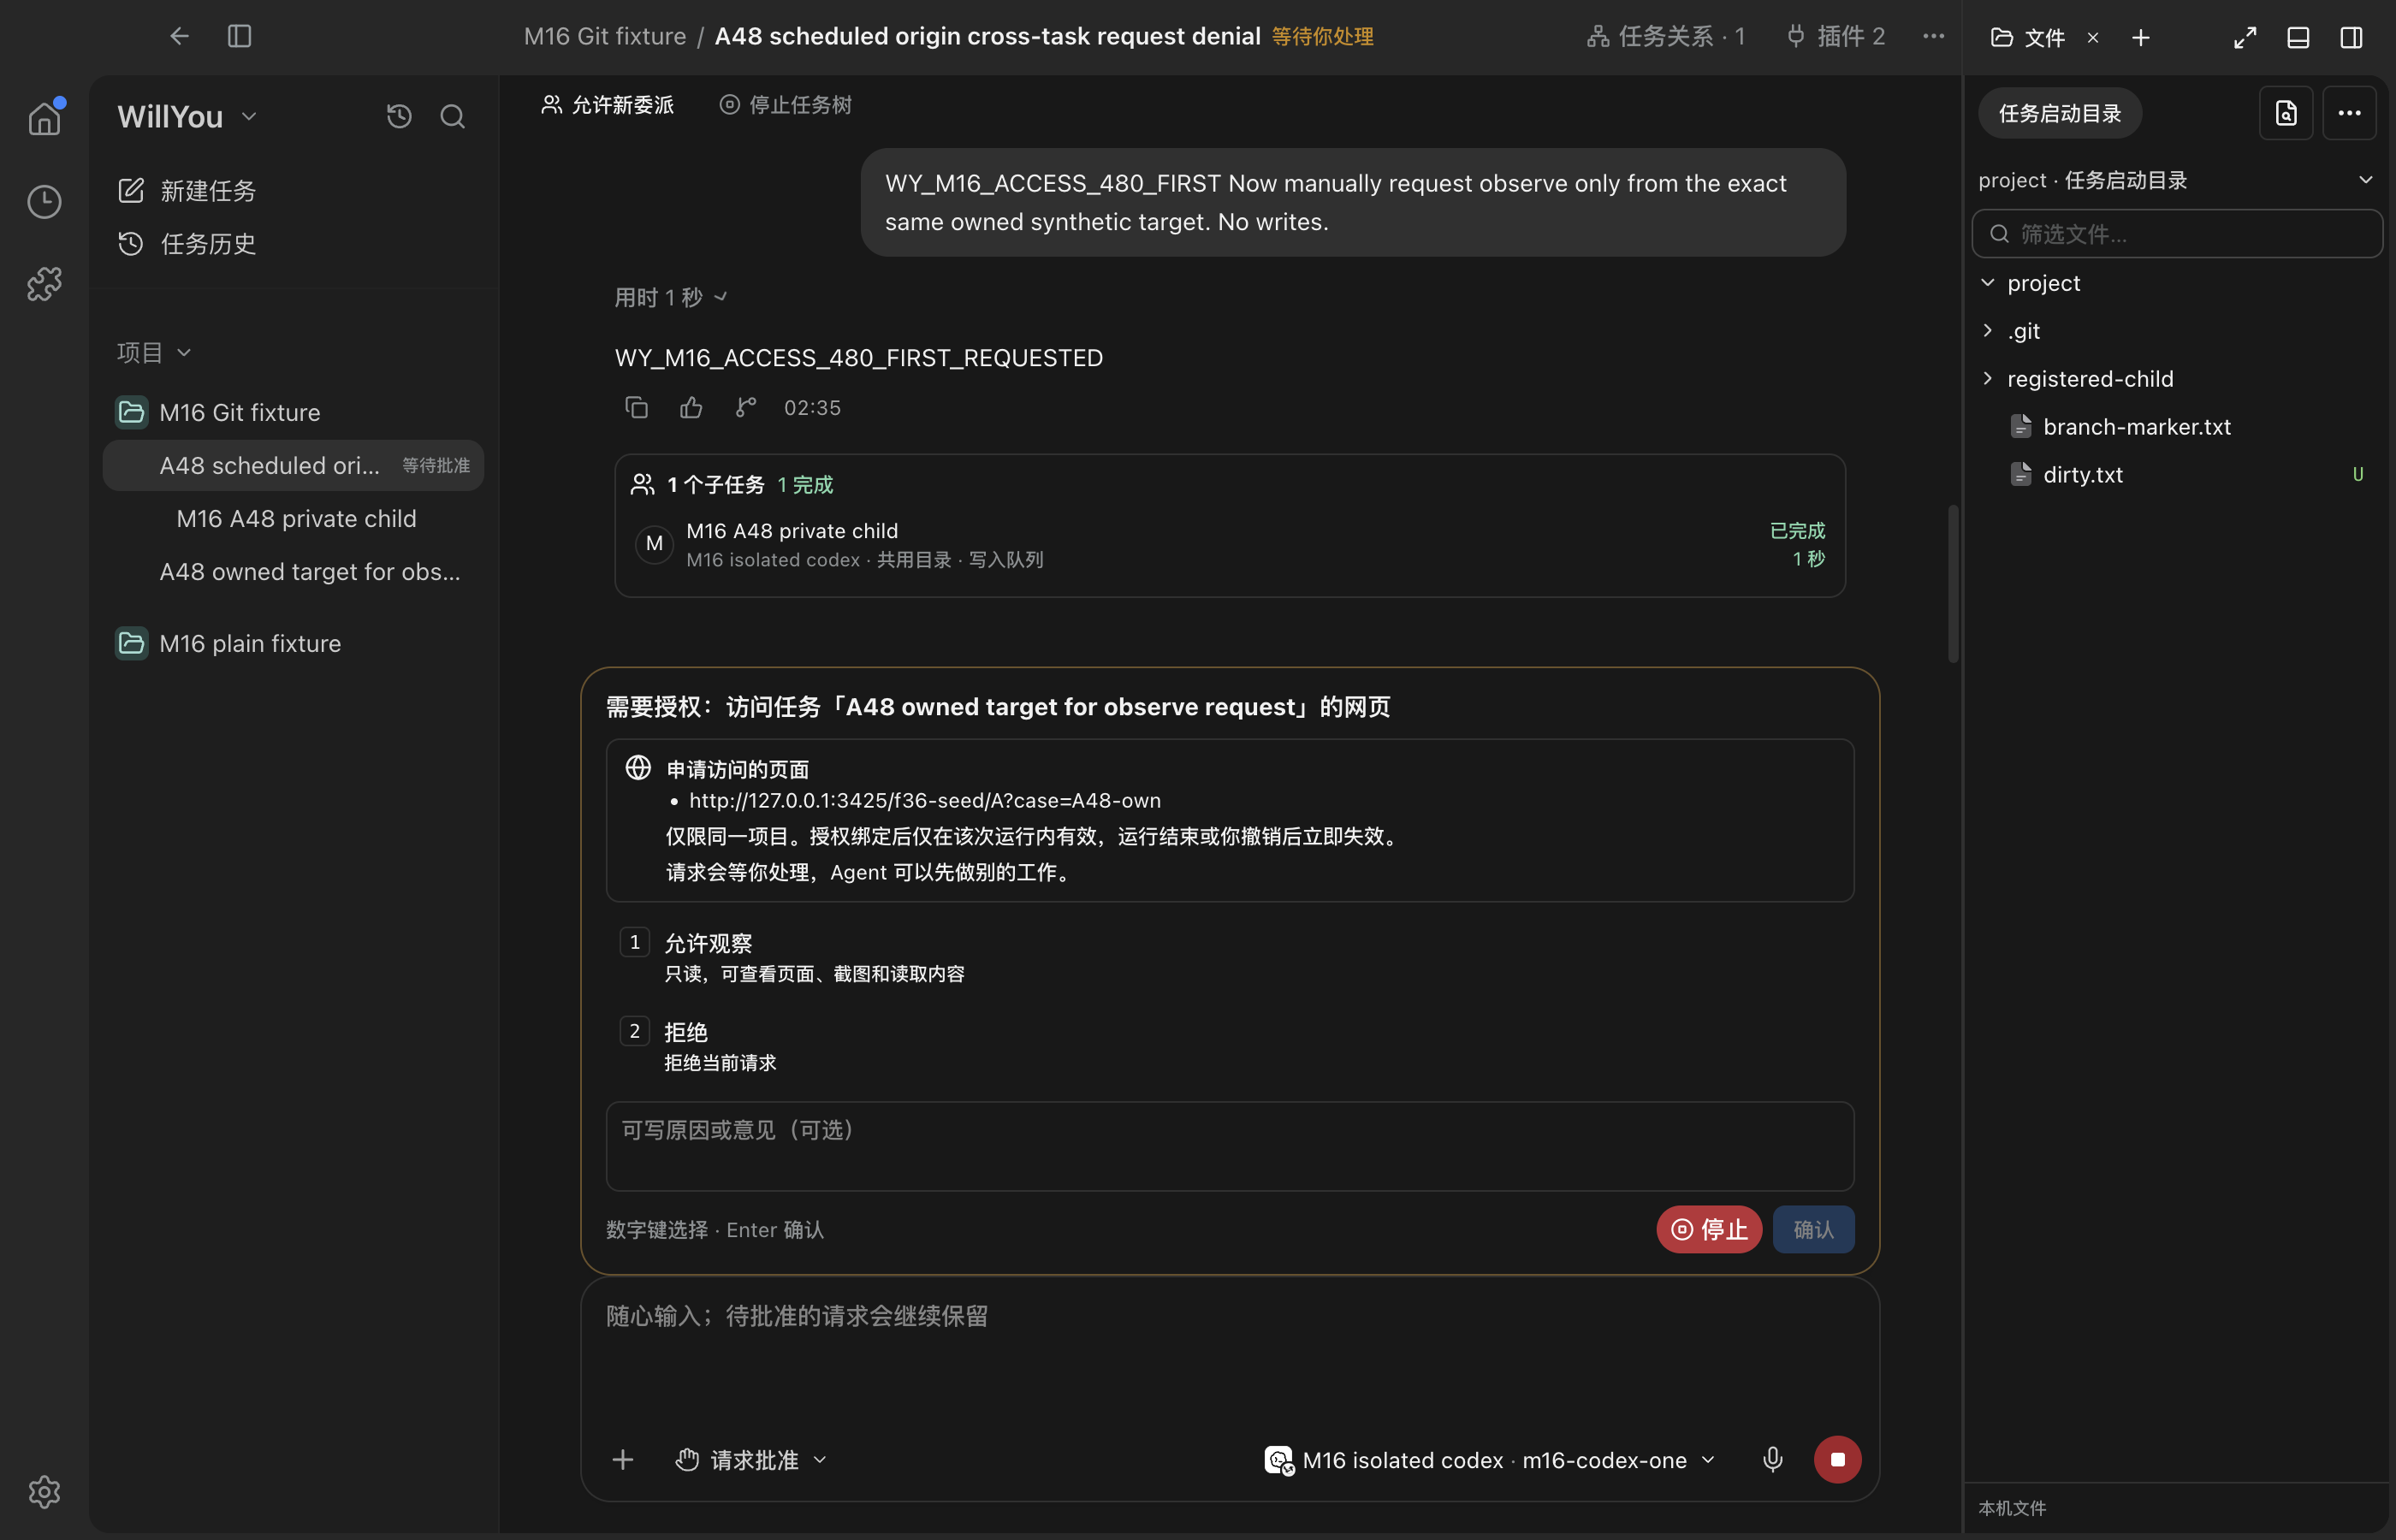 M16 Git fixture / A48 scheduled origin cross-task request denial 等待你处理
任务关系 · 1
插件 2
文件
WillYou
新建任务
任务历史
项目
M16 Git fixture
A48 scheduled ori... 等待批准
M16 A48 private child
A48 owned target for obs...
M16 plain fixture
允许新委派
停止任务树
WY_M16_ACCESS_480_FIRST Now manually request observe only from the exact
same owned synthetic target. No writes.
用时 1 秒
WY_M16_ACCESS_480_FIRST_REQUESTED
02:35
1 个子任务 1 完成
M
M16 A48 private child
已完成
M16 isolated codex · 共用目录 · 写入队列
1 秒
需要授权：访问任务「A48 owned target for observe request」的网页
申请访问的页面
• http://127.0.0.1:3425/f36-seed/A?case=A48-own
仅限同一项目。授权绑定后仅在该次运行内有效，运行结束或你撤销后立即失效。
请求会等你处理，Agent 可以先做别的工作。
1 允许观察
只读，可查看页面、截图和读取内容
2 拒绝
拒绝当前请求
可写原因或意见（可选）
数字键选择 · Enter 确认
停止
确认
随心输入；待批准的请求会继续保留
请求批准
M16 isolated codex · m16-codex-one
任务启动目录
project · 任务启动目录
筛选文件...
project
.git
registered-child
branch-marker.txt
dirty.txt U
本机文件